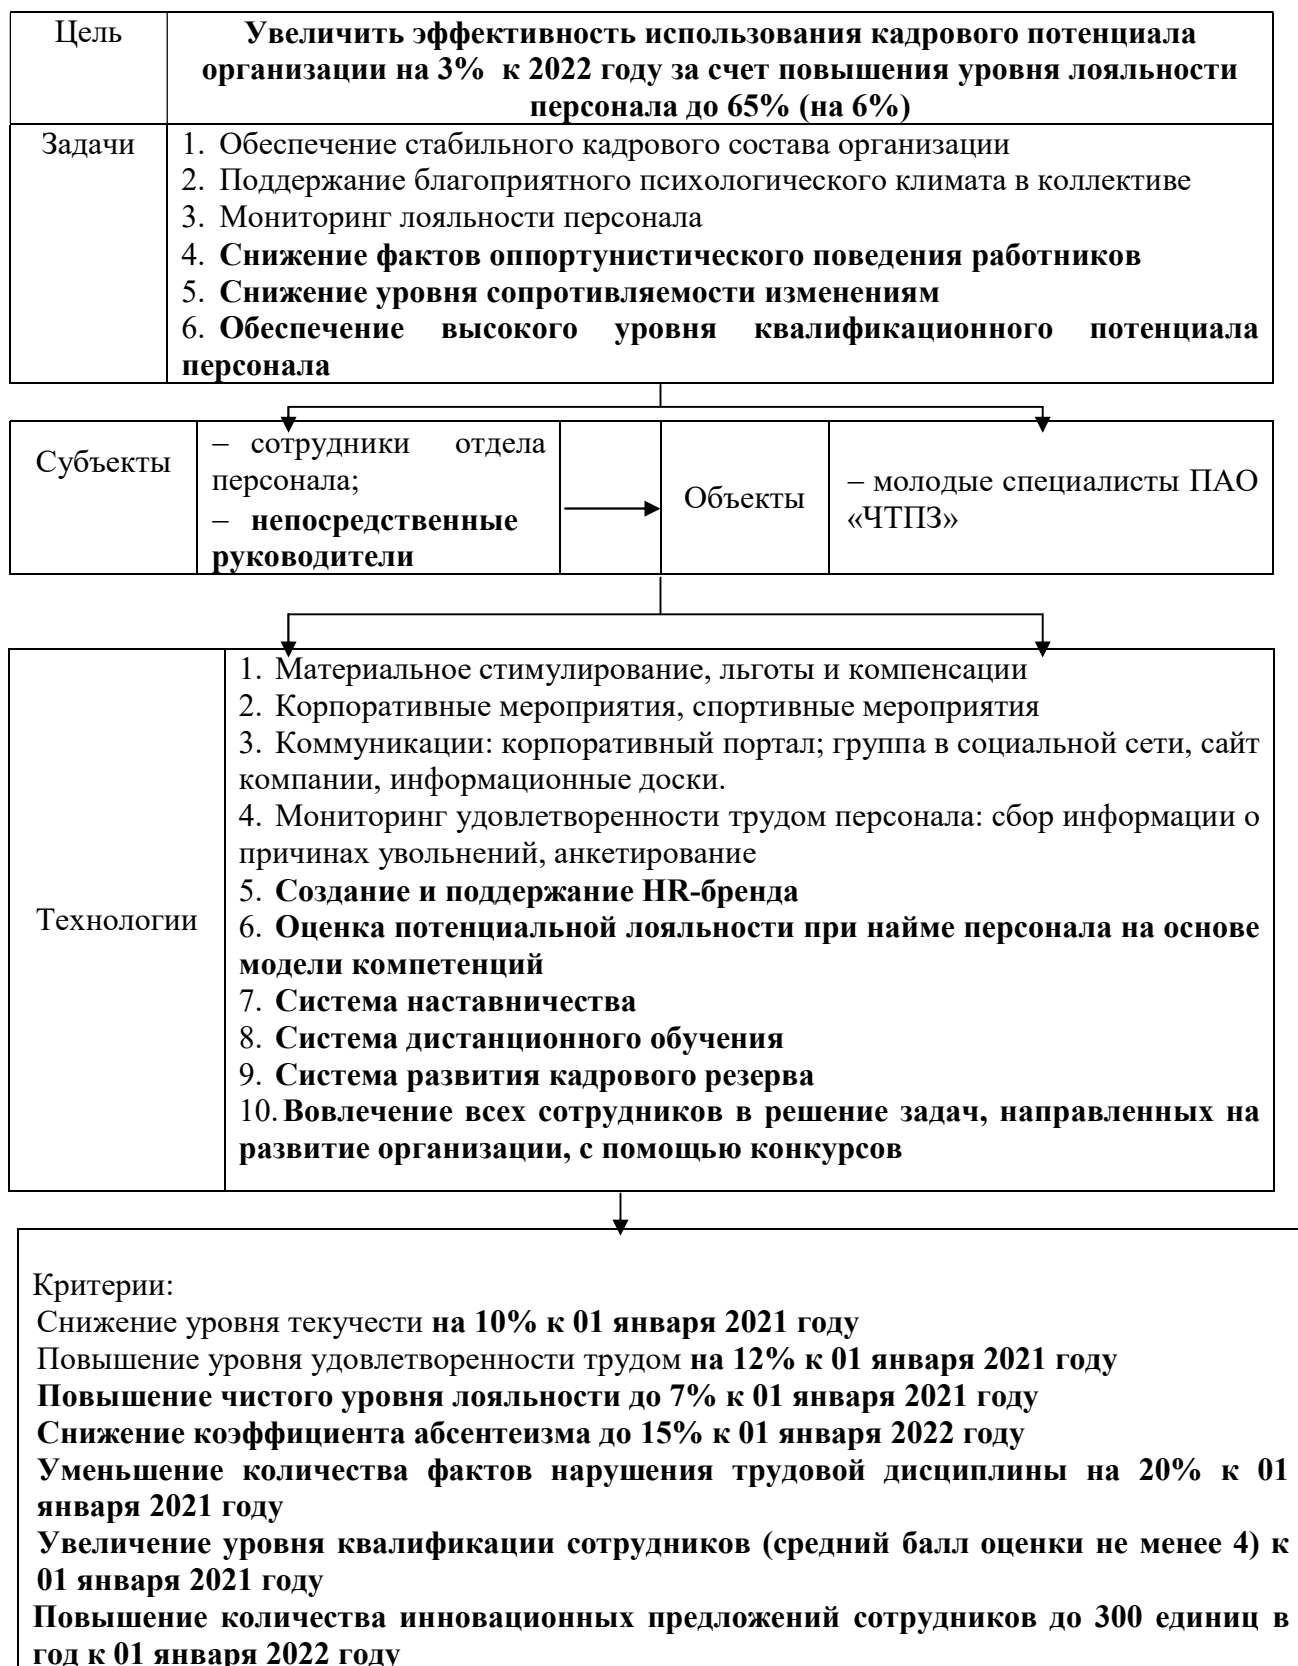 Цель
Увеличить эффективность использования кадрового потенциала
организации на 3% к 2022 году за счет повышения уровня лояльности
персонала до 65% (на 6%)
Задачи
1. Обеспечение стабильного кадрового состава организации
2. Поддержание благоприятного психологического климата в коллективе
3. Мониторинг лояльности персонала
4. Снижение фактов оппортунистического поведения работников
5. Снижение уровня сопротивляемости изменениям
6. Обеспечение высокого уровня квалификационного потенциала
персонала
Субъекты
– сотрудники отдела
персонала;
– непосредственные
руководители
Объекты
– молодые специалисты ПАО
«ЧТПЗ»
Технологии
1. Материальное стимулирование, льготы и компенсации
2. Корпоративные мероприятия, спортивные мероприятия
3. Коммуникации: корпоративный портал; группа в социальной сети, сайт
компании, информационные доски.
4. Мониторинг удовлетворенности трудом персонала: сбор информации о
причинах увольнений, анкетирование
5. Создание и поддержание HR-бренда
6. Оценка потенциальной лояльности при найме персонала на основе
модели компетенций
7. Система наставничества
8. Система дистанционного обучения
9. Система развития кадрового резерва
10. Вовлечение всех сотрудников в решение задач, направленных на
развитие организации, с помощью конкурсов
Критерии:
Снижение уровня текучести на 10% к 01 января 2021 году
Повышение уровня удовлетворенности трудом на 12% к 01 января 2021 году
Повышение чистого уровня лояльности до 7% к 01 января 2021 году
Снижение коэффициента абсентеизма до 15% к 01 января 2022 году
Уменьшение количества фактов нарушения трудовой дисциплины на 20% к 01
января 2021 году
Увеличение уровня квалификации сотрудников (средний балл оценки не менее 4) к
01 января 2021 году
Повышение количества инновационных предложений сотрудников до 300 единиц в
год к 01 января 2022 году